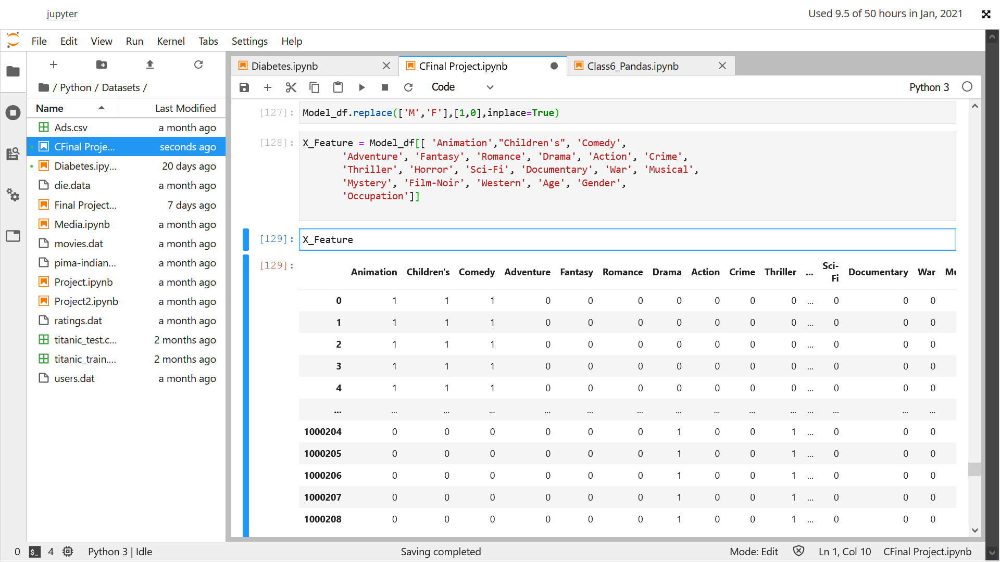 jupyter
Used 9.5 of 50 hours in Jan, 2021
File Edit View Run Kernel Tabs Settings Help
Diabetes.ipynb
CFinal Project.ipynb
Class6_Pandas.ipynb
/ Python / Datasets /
Code
Python 3
Name Last Modified
Ads.csv a month ago
CFinal Proje... seconds ago
Diabetes.ipy... 20 days ago
die.data a month ago
Final Project... 7 days ago
Media.ipynb a month ago
movies.dat a month ago
pima-indian... a month ago
Project.ipynb a month ago
Project2.ipynb a month ago
ratings.dat a month ago
titanic_test.c... 2 months ago
titanic_train.... 2 months ago
users.dat a month ago
[127]: Model_df.replace(['M','F'],[1,0],inplace=True)
[128]: X_Feature = Model_df[[ 'Animation',"Children's", 'Comedy',
'Adventure', 'Fantasy', 'Romance', 'Drama', 'Action', 'Crime',
'Thriller', 'Horror', 'Sci-Fi', 'Documentary', 'War', 'Musical',
'Mystery', 'Film-Noir', 'Western', 'Age', 'Gender',
'Occupation']]
[129]: X_Feature
[129]:
Animation Children's Comedy Adventure Fantasy Romance Drama Action Crime Thriller ... Sci-Fi Documentary War Mu
0 1 1 1 0 0 0 0 0 0 0 ... 0 0 0
1 1 1 1 0 0 0 0 0 0 0 ... 0 0 0
2 1 1 1 0 0 0 0 0 0 0 ... 0 0 0
3 1 1 1 0 0 0 0 0 0 0 ... 0 0 0
4 1 1 1 0 0 0 0 0 0 0 ... 0 0 0
... ... ... ... ... ... ... ... ... ... ... ... ... ... ...
1000204 0 0 0 0 0 0 1 0 0 1 ... 0 0 0
1000205 0 0 0 0 0 0 1 0 0 1 ... 0 0 0
1000206 0 0 0 0 0 0 1 0 0 1 ... 0 0 0
1000207 0 0 0 0 0 0 1 0 0 1 ... 0 0 0
1000208 0 0 0 0 0 0 1 0 0 1 ... 0 0 0
0 $_ 4 Python 3 | Idle Saving completed Mode: Edit Ln 1, Col 10 CFinal Project.ipynb